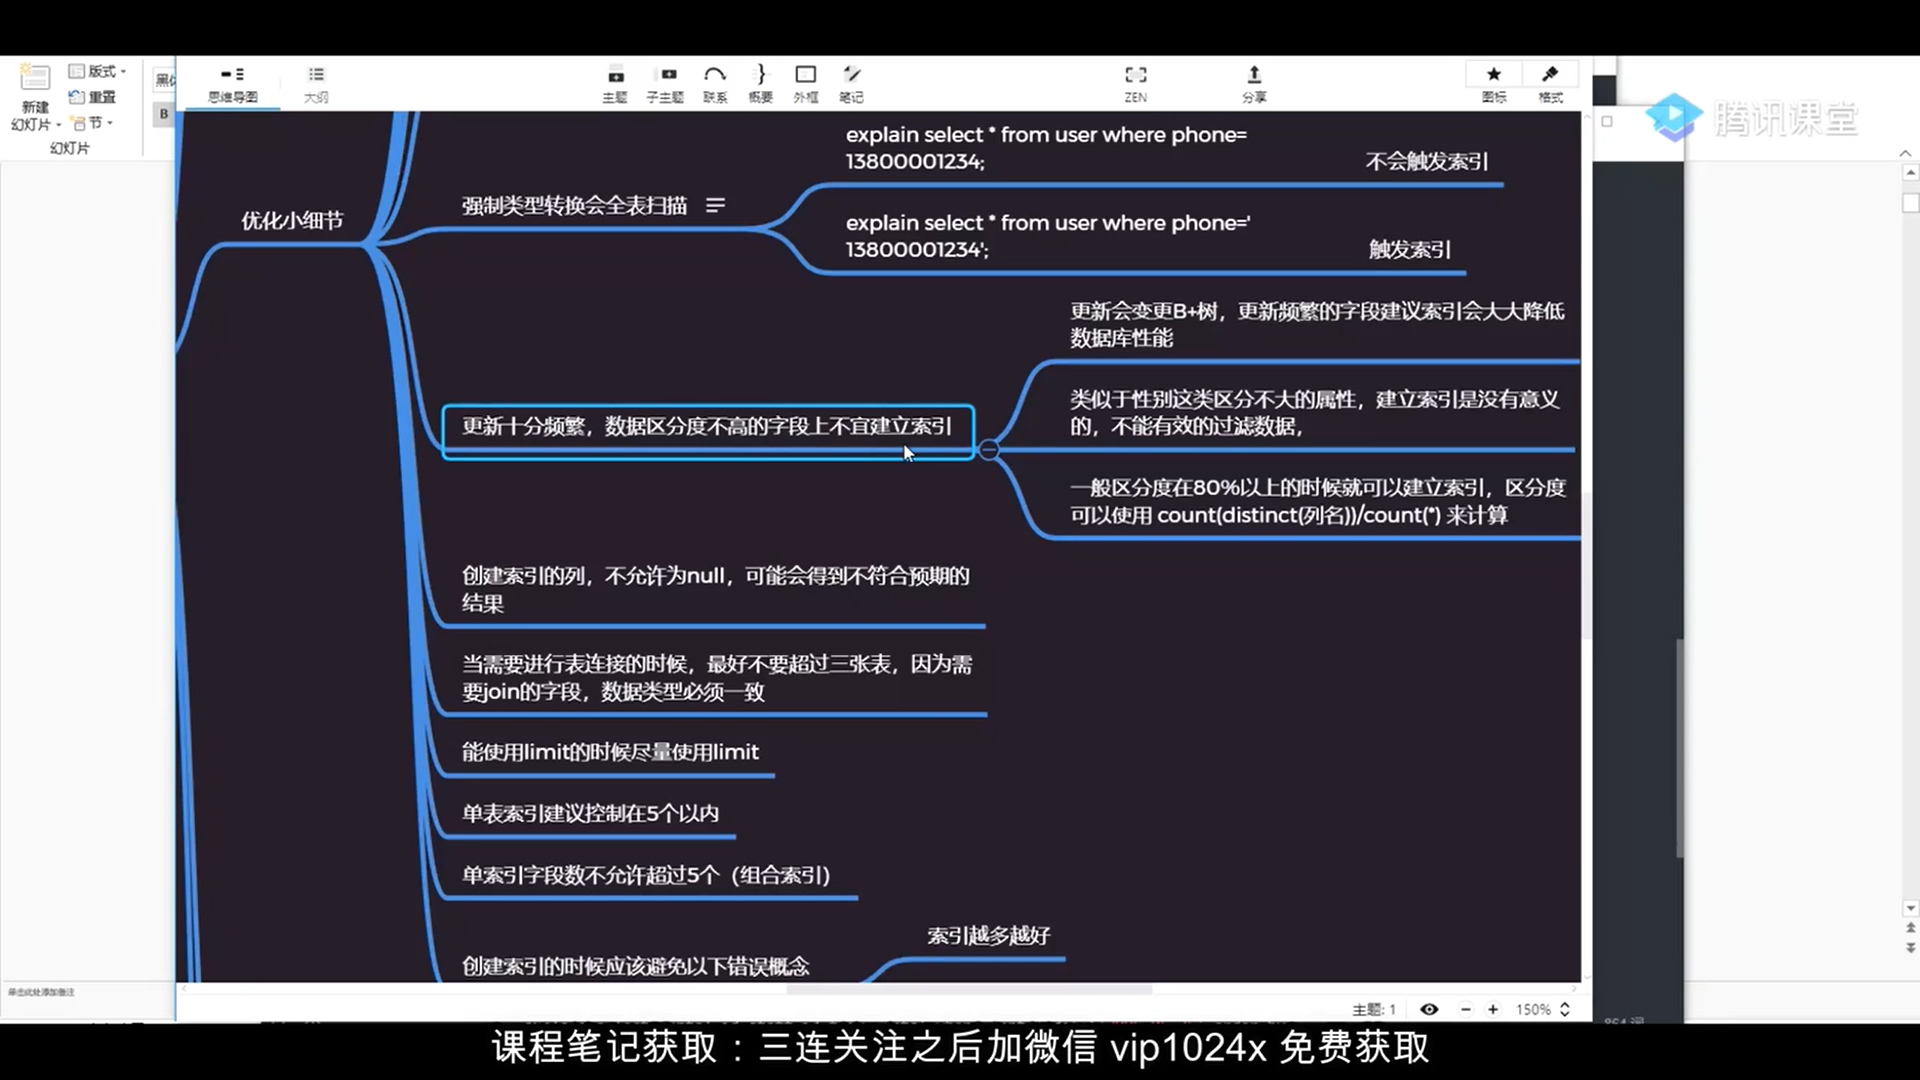 新建
幻灯片
版式
重置
节
幻灯片
B
思维导图
大纲
主题
子主题
联系
概要
外框
笔记
ZEN
分享
图标
格式
腾讯课堂
优化小细节
强制类型转换会全表扫描
explain select * from user where phone=
13800001234;
不会触发索引
explain select * from user where phone='
13800001234';
触发索引
更新十分频繁，数据区分度不高的字段上不宜建立索引
更新会变更B+树，更新频繁的字段建议索引会大大降低
数据库性能
类似于性别这类区分不大的属性，建立索引是没有意义
的，不能有效的过滤数据，
一般区分度在80%以上的时候就可以建立索引，区分度
可以使用 count(distinct(列名))/count(*) 来计算
创建索引的列，不允许为null，可能会得到不符合预期的
结果
当需要进行表连接的时候，最好不要超过三张表，因为需
要join的字段，数据类型必须一致
能使用limit的时候尽量使用limit
单表索引建议控制在5个以内
单索引字段数不允许超过5个（组合索引）
创建索引的时候应该避免以下错误概念
索引越多越好
单击此处添加备注
主题: 1
150%
课程笔记获取：三连关注之后加微信 vip1024x 免费获取